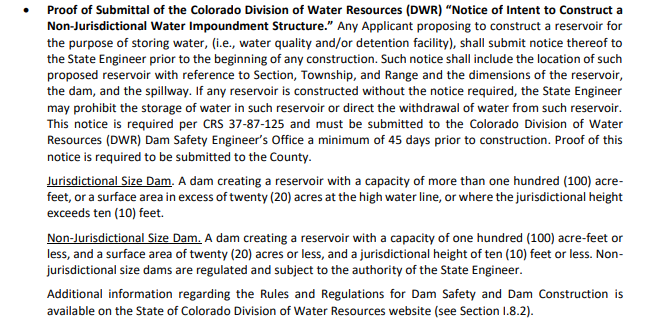 • Proof of Submittal of the Colorado Division of Water Resources (DWR) “Notice of Intent to Construct a
Non-Jurisdictional Water Impoundment Structure.” Any Applicant proposing to construct a reservoir for
the purpose of storing water, (i.e., water quality and/or detention facility), shall submit notice thereof to
the State Engineer prior to the beginning of any construction. Such notice shall include the location of such
proposed reservoir with reference to Section, Township, and Range and the dimensions of the reservoir,
the dam, and the spillway. If any reservoir is constructed without the notice required, the State Engineer
may prohibit the storage of water in such reservoir or direct the withdrawal of water from such reservoir.
This notice is required per CRS 37-87-125 and must be submitted to the Colorado Division of Water
Resources (DWR) Dam Safety Engineer’s Office a minimum of 45 days prior to construction. Proof of this
notice is required to be submitted to the County.
Jurisdictional Size Dam. A dam creating a reservoir with a capacity of more than one hundred (100) acre-
feet, or a surface area in excess of twenty (20) acres at the high water line, or where the jurisdictional height
exceeds ten (10) feet.
Non-Jurisdictional Size Dam. A dam creating a reservoir with a capacity of one hundred (100) acre-feet or
less, and a surface area of twenty (20) acres or less, and a jurisdictional height of ten (10) feet or less. Non-
jurisdictional size dams are regulated and subject to the authority of the State Engineer.
Additional information regarding the Rules and Regulations for Dam Safety and Dam Construction is
available on the State of Colorado Division of Water Resources website (see Section I.8.2).